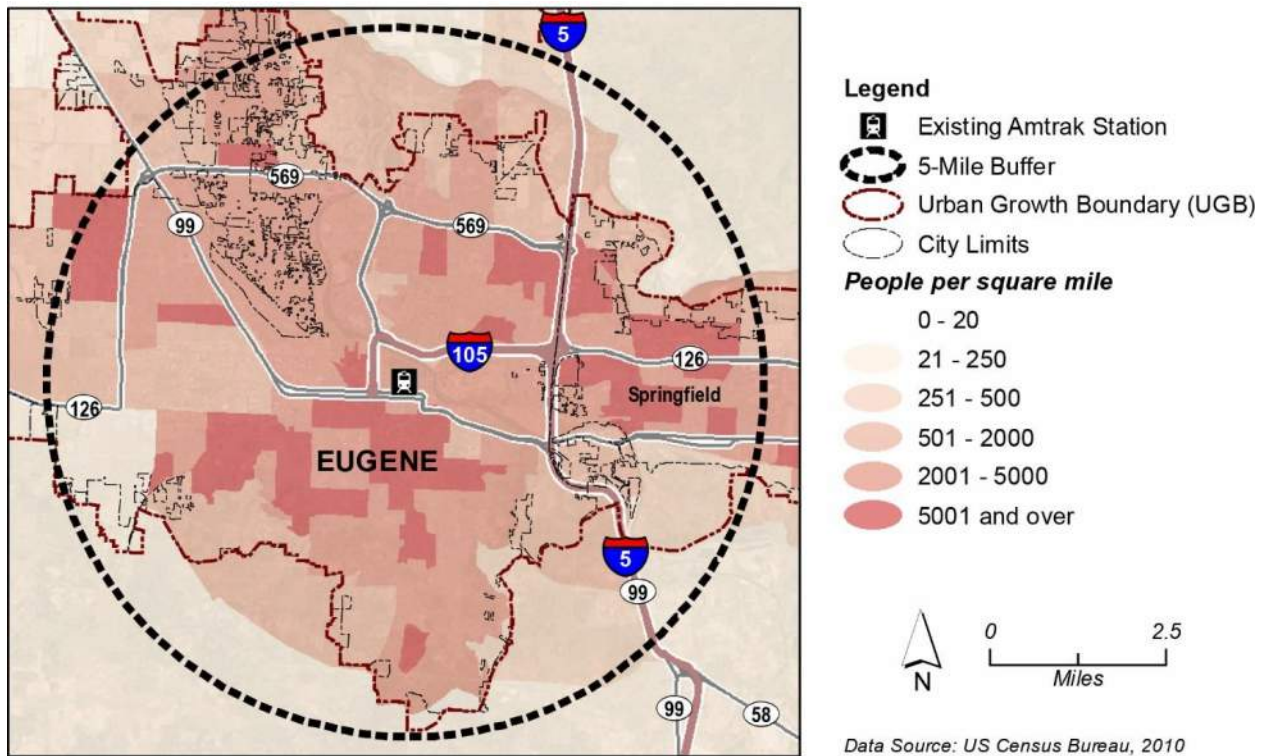 5
569
99
569
105
126
Springfield
126
EUGENE
5
99
99
58
Legend
Existing Amtrak Station
5-Mile Buffer
Urban Growth Boundary (UGB)
City Limits
People per square mile
0 - 20
21 - 250
251 - 500
501 - 2000
2001 - 5000
5001 and over
N
0 2.5
Miles
Data Source: US Census Bureau, 2010